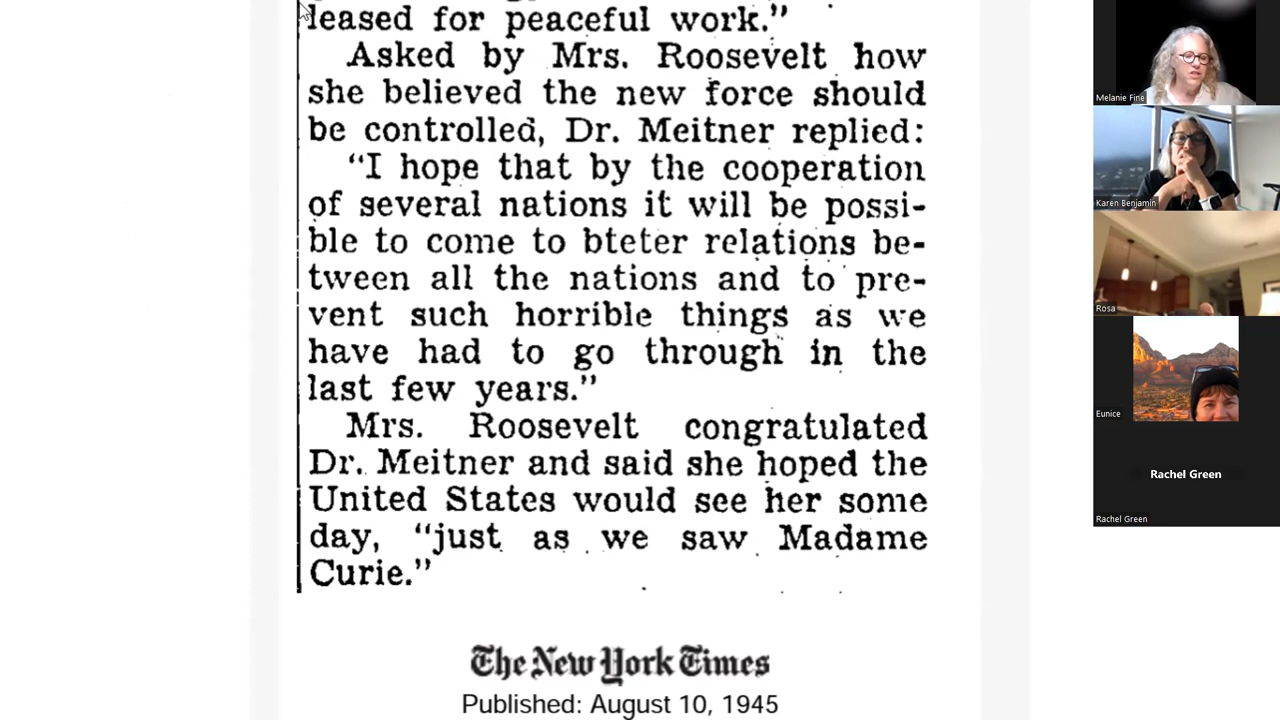 leased for peaceful work.”
Asked by Mrs. Roosevelt how
she believed the new force should
be controlled, Dr. Meitner replied:
“I hope that by the cooperation
of several nations it will be possi-
ble to come to bteter relations be-
tween all the nations and to pre-
vent such horrible things as we
have had to go through in the
last few years.”
Mrs. Roosevelt congratulated
Dr. Meitner and said she hoped the
United States would see her some
day, “just as we saw Madame
Curie.”
The New York Times
Published: August 10, 1945
Melanie Fine
Karen Benjamin
Rosa
Eunice
Rachel Green
Rachel Green